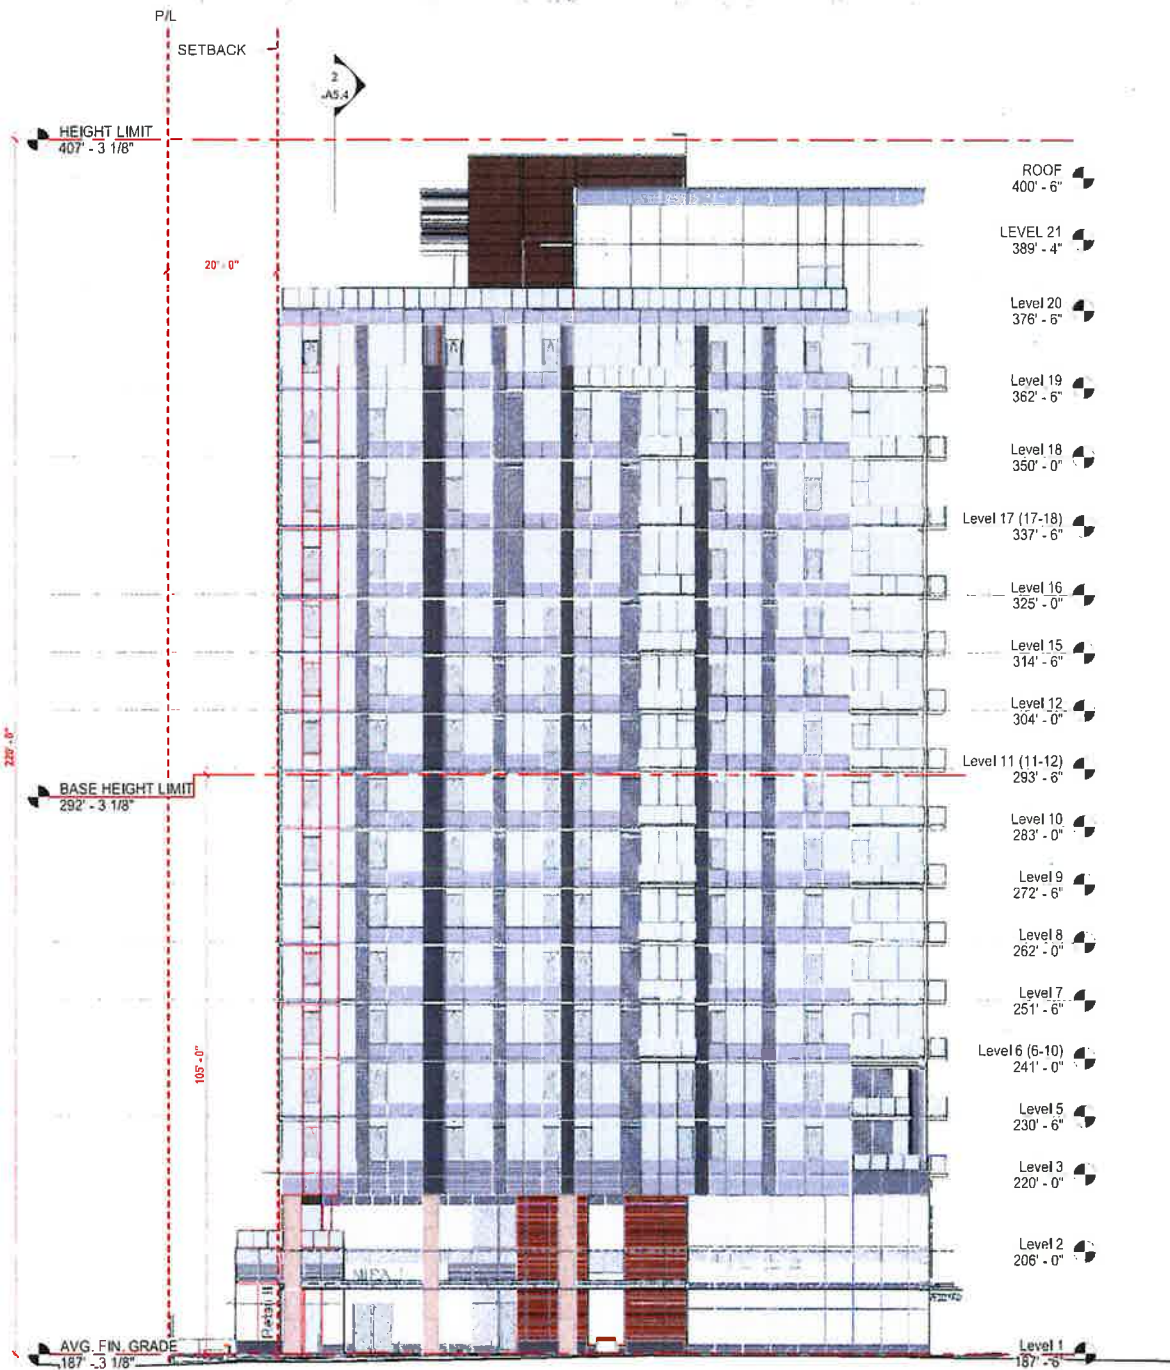 P/L
SETBACK
2
A5.4
HEIGHT LIMIT
407' - 3 1/8"
ROOF
400' - 6"
LEVEL 21
389' - 4"
20' - 0"
Level 20
376' - 6"
Level 19
362' - 6"
Level 18
350' - 0"
Level 17 (17-18)
337' - 6"
Level 16
325' - 0"
Level 15
314' - 6"
Level 12
304' - 0"
220' - 0"
Level 11 (11-12)
293' - 6"
BASE HEIGHT LIMIT
292' - 3 1/8"
Level 10
283' - 0"
Level 9
272' - 6"
Level 8
262' - 0"
Level 7
251' - 6"
105' - 0"
Level 6 (6-10)
241' - 0"
Level 5
230' - 6"
Level 3
220' - 0"
Level 2
206' - 0"
Retail
AVG. FIN. GRADE
187' - 3 1/8"
Level 1
187' - 6"